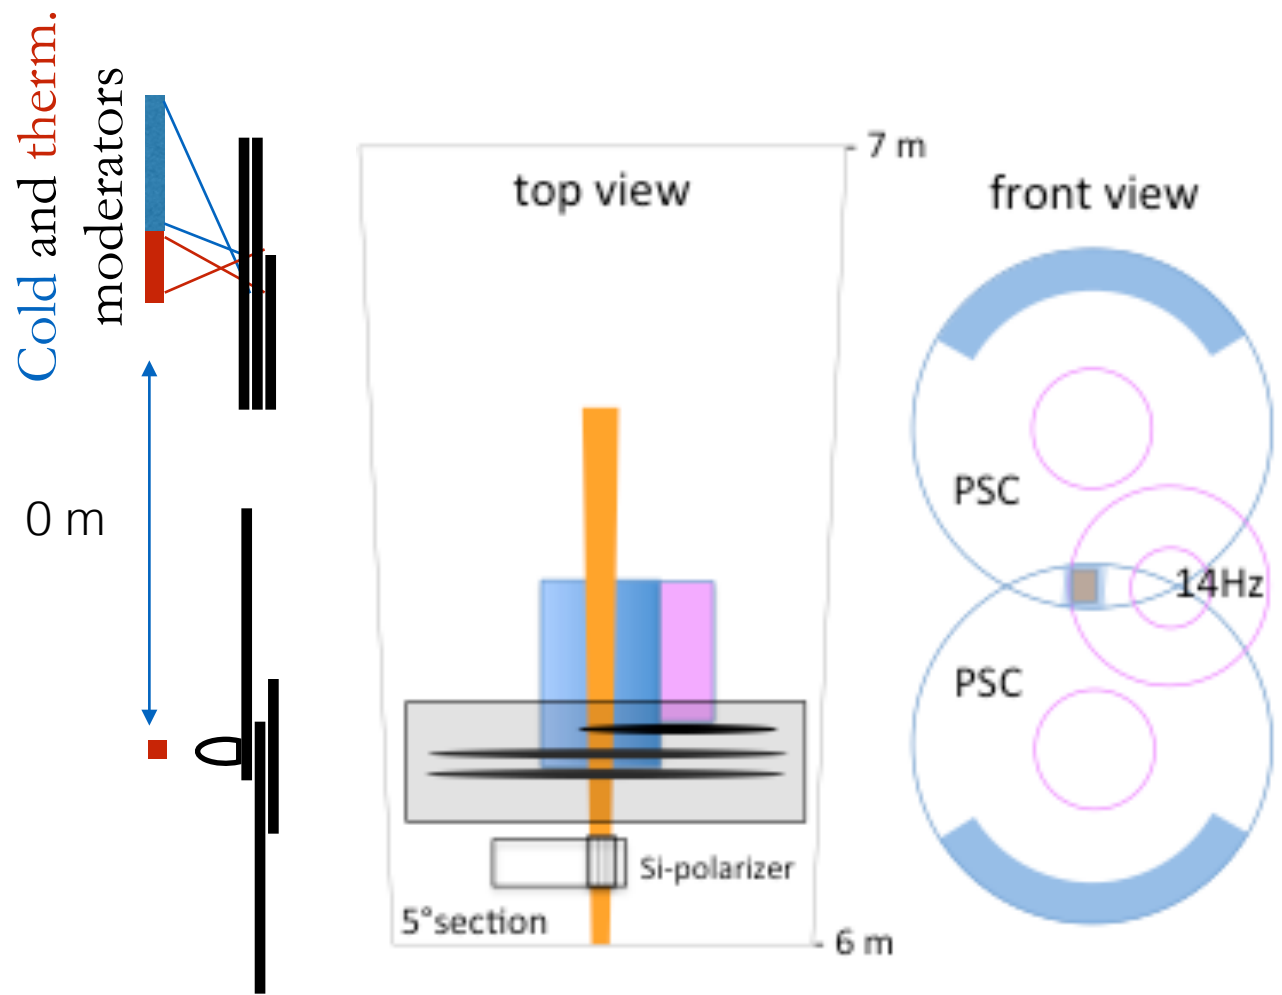 Cold and therm.
moderators
0 m
7 m
top view
front view
PSC
14Hz
PSC
Si-polarizer
5°section
6 m